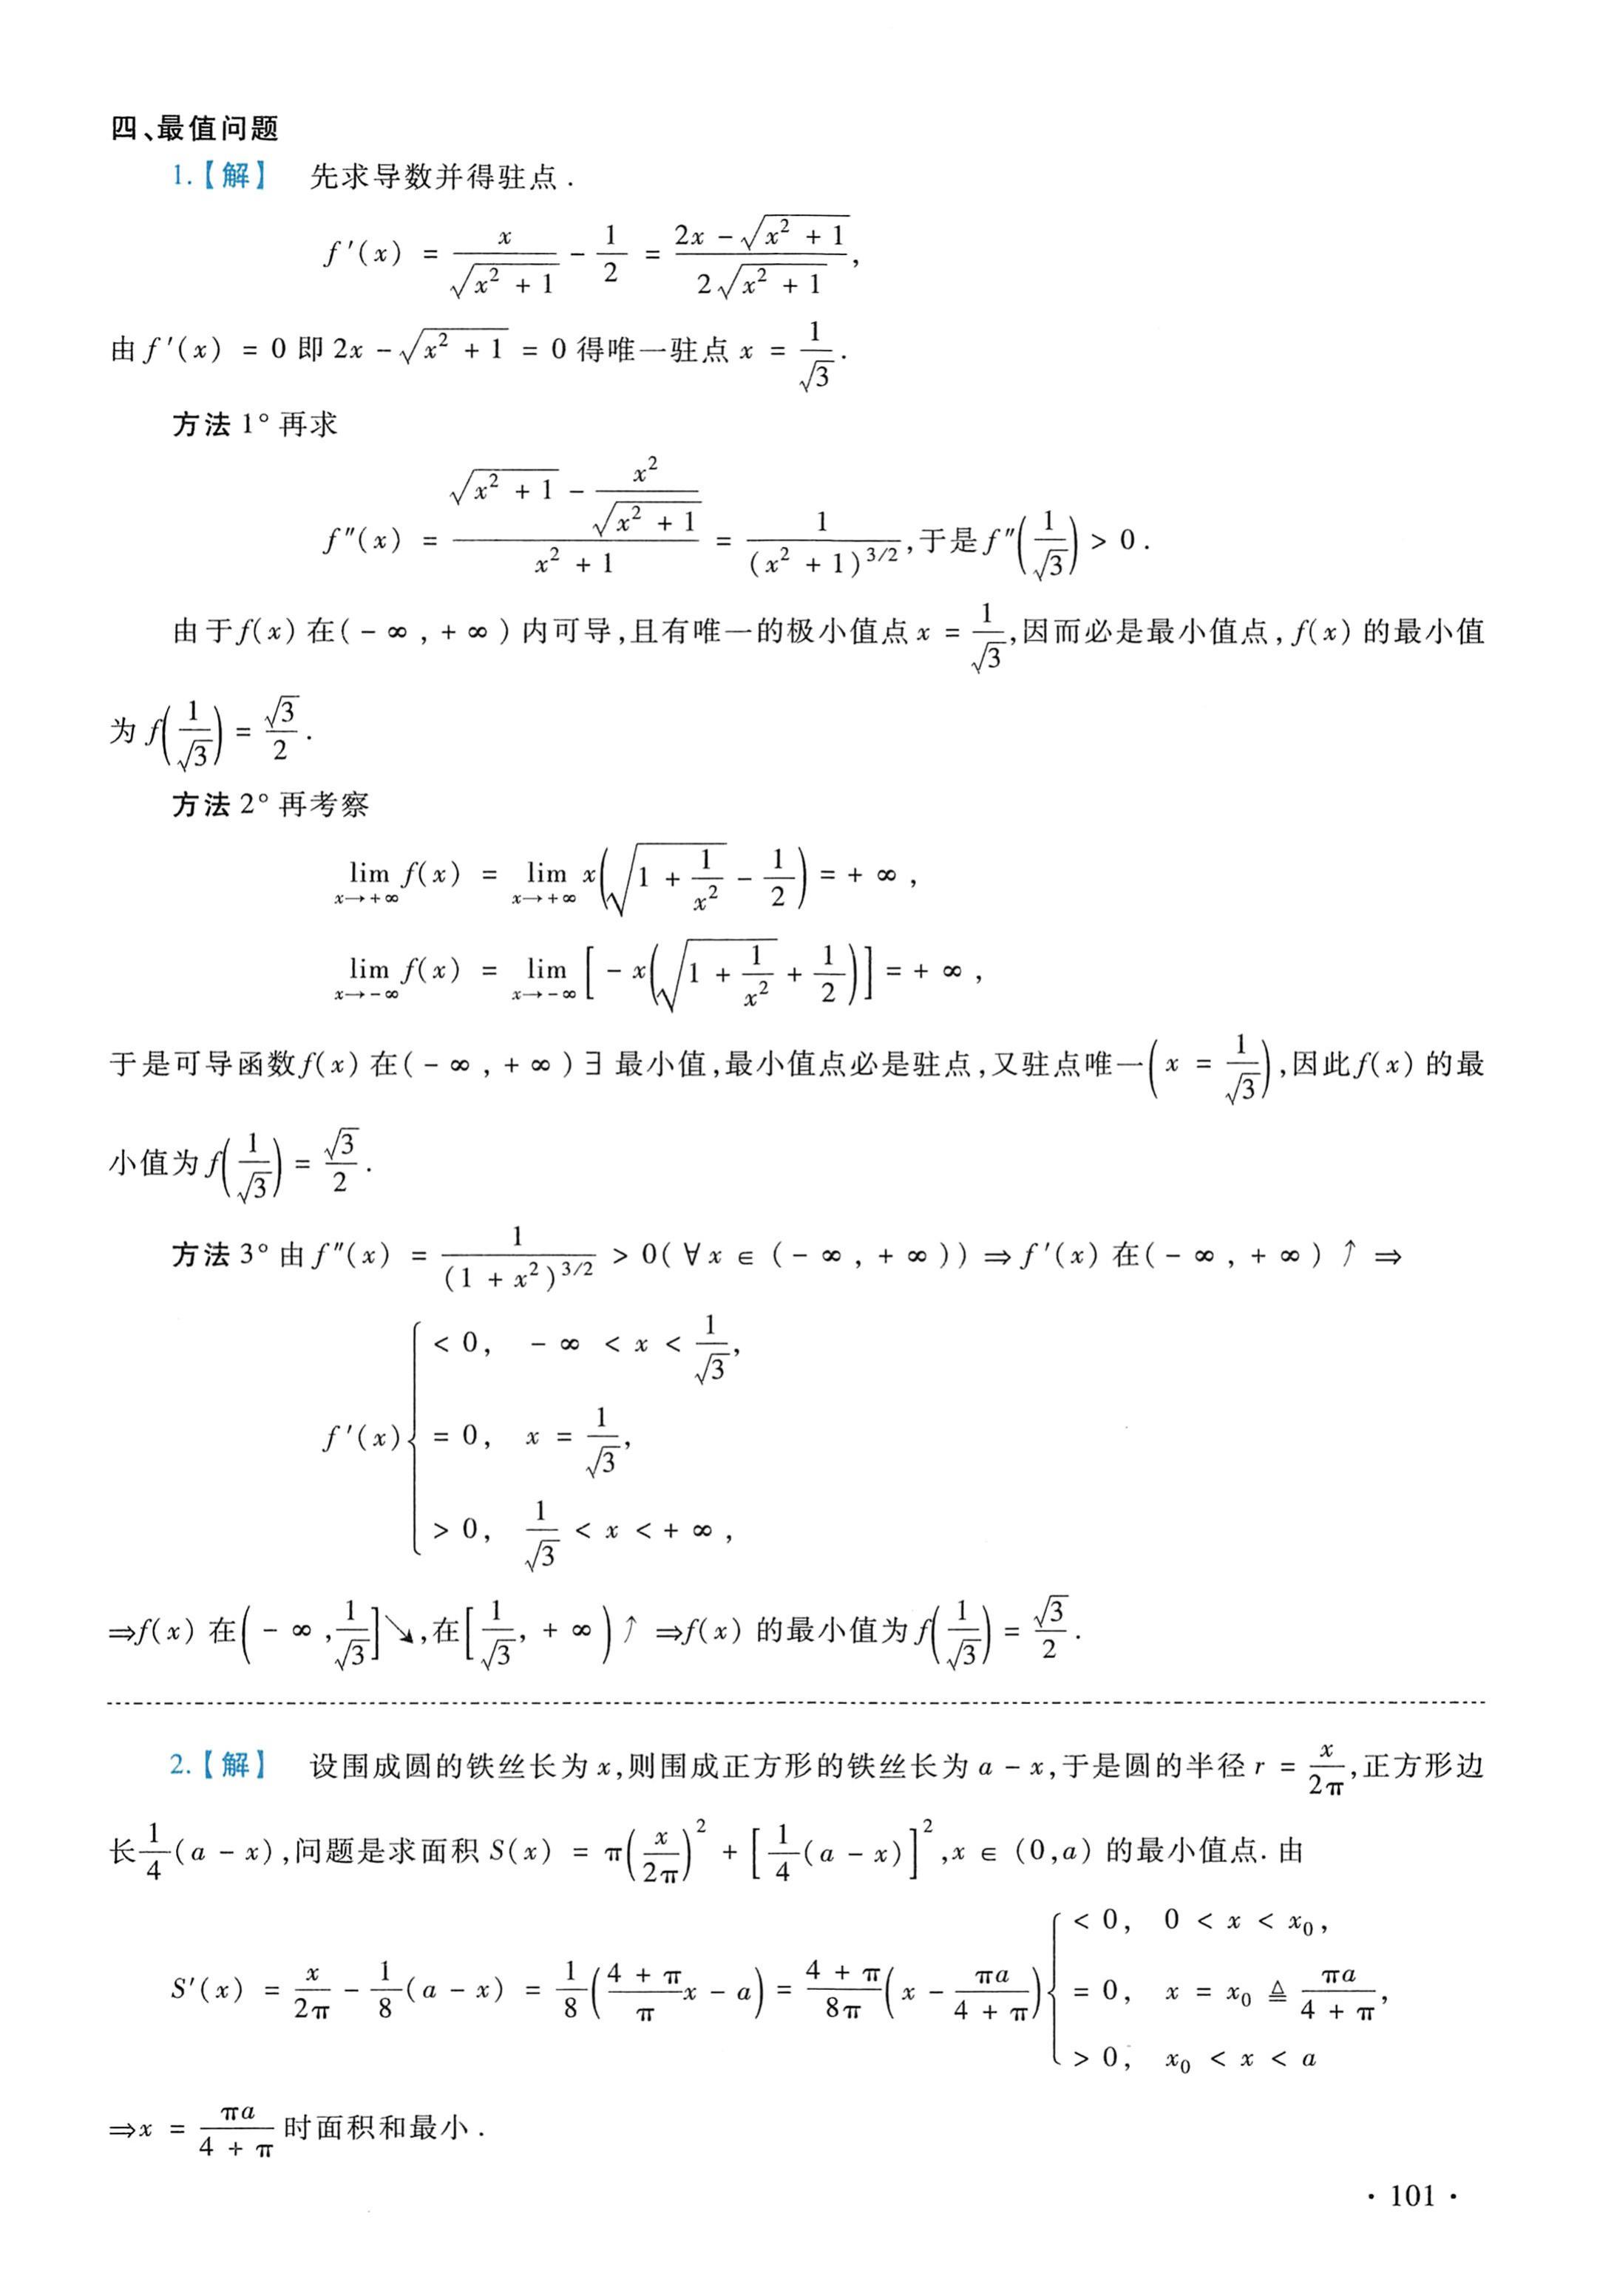 四、最值问题
1.【解】 先求导数并得驻点.
$f'(x) = \frac{x}{\sqrt{x^2+1}} - \frac{1}{2} = \frac{2x-\sqrt{x^2+1}}{2\sqrt{x^2+1}},$
由 $f'(x) = 0$ 即 $2x-\sqrt{x^2+1} = 0$ 得唯一驻点 $x = \frac{1}{\sqrt{3}}$.
方法 1° 再求
$f''(x) = \frac{\sqrt{x^2+1}-\frac{x^2}{\sqrt{x^2+1}}}{x^2+1} = \frac{1}{(x^2+1)^{3/2}}$,于是 $f''\left(\frac{1}{\sqrt{3}}\right) > 0$.
由于 $f(x)$ 在 $(-\infty,+\infty)$ 内可导,且有唯一的极小值点 $x = \frac{1}{\sqrt{3}}$,因而必是最小值点,$f(x)$ 的最小值
为 $f\left(\frac{1}{\sqrt{3}}\right) = \frac{\sqrt{3}}{2}$.
方法 2° 再考察
$\lim_{x\to+\infty} f(x) = \lim_{x\to+\infty} x\left(\sqrt{1+\frac{1}{x^2}}-\frac{1}{2}\right) = +\infty,$
$\lim_{x\to-\infty} f(x) = \lim_{x\to-\infty}\left[-x\left(\sqrt{1+\frac{1}{x^2}}+\frac{1}{2}\right)\right] = +\infty,$
于是可导函数 $f(x)$ 在 $(-\infty,+\infty)$ ∃ 最小值,最小值点必是驻点,又驻点唯一$\left(x = \frac{1}{\sqrt{3}}\right)$,因此 $f(x)$ 的最
小值为 $f\left(\frac{1}{\sqrt{3}}\right) = \frac{\sqrt{3}}{2}$.
方法 3° 由 $f''(x) = \frac{1}{(1+x^2)^{3/2}} > 0(\forall x \in (-\infty,+\infty)) \Rightarrow f'(x)$ 在 $(-\infty,+\infty)$ ↗ ⇒
$f'(x)\begin{cases} <0, & -\infty < x < \frac{1}{\sqrt{3}}, \\ =0, & x = \frac{1}{\sqrt{3}}, \\ >0, & \frac{1}{\sqrt{3}} < x < +\infty, \end{cases}$
⇒$f(x)$ 在$\left(-\infty,\frac{1}{\sqrt{3}}\right]$↘,在$\left[\frac{1}{\sqrt{3}},+\infty\right)$↗ ⇒$f(x)$ 的最小值为 $f\left(\frac{1}{\sqrt{3}}\right) = \frac{\sqrt{3}}{2}$.
2.【解】 设围成圆的铁丝长为 $x$,则围成正方形的铁丝长为 $a-x$,于是圆的半径 $r = \frac{x}{2\pi}$,正方形边
长 $\frac{1}{4}(a-x)$,问题是求面积 $S(x) = \pi\left(\frac{x}{2\pi}\right)^2 + \left[\frac{1}{4}(a-x)\right]^2, x \in (0,a)$ 的最小值点.由
$S'(x) = \frac{x}{2\pi} - \frac{1}{8}(a-x) = \frac{1}{8}\left(\frac{4+\pi}{\pi}x-a\right) = \frac{4+\pi}{8\pi}\left(x-\frac{\pi a}{4+\pi}\right)\begin{cases} <0, & 0 < x < x_0, \\ =0, & x = x_0 \triangleq \frac{\pi a}{4+\pi}, \\ >0, & x_0 < x < a \end{cases}$
⇒$x = \frac{\pi a}{4+\pi}$ 时面积和最小.
· 101 ·